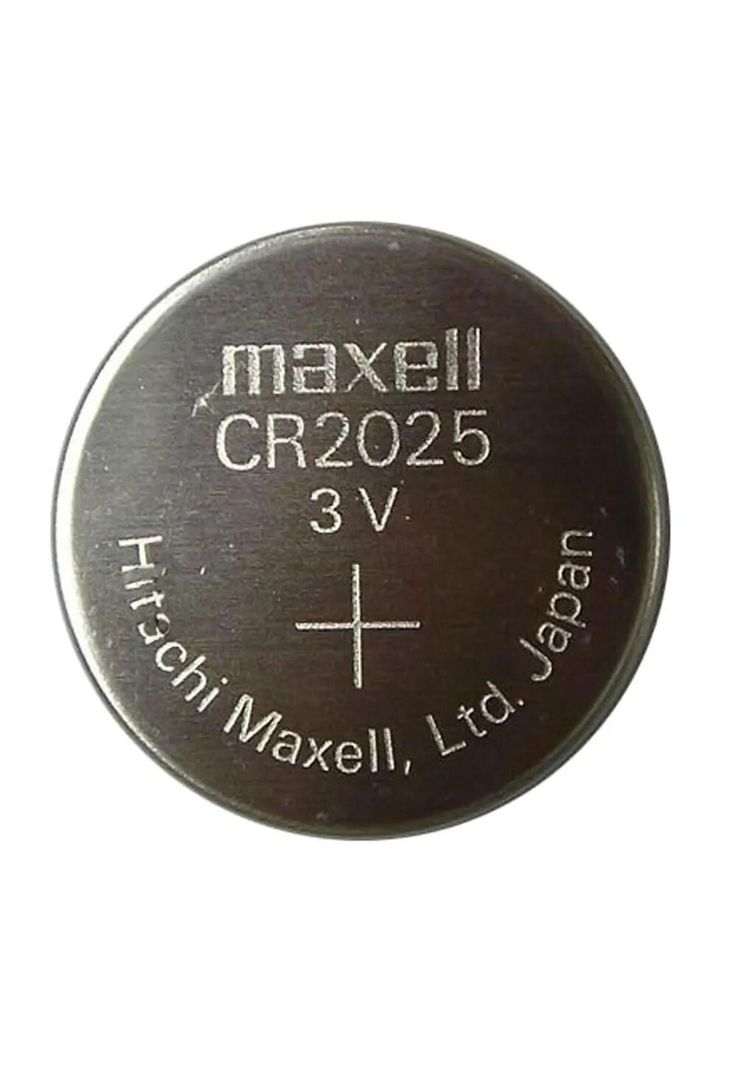 maxell
CR2025
3V
+
Hitachi Maxell, Ltd. Japan